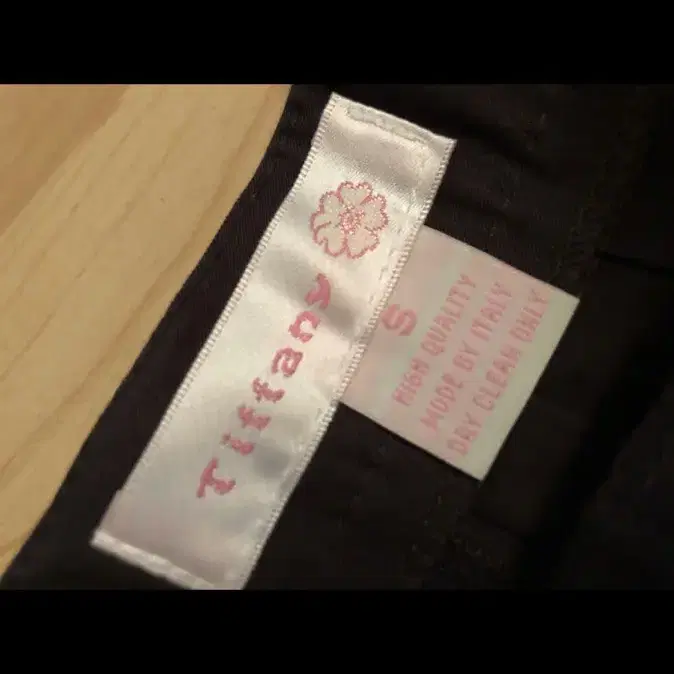 Tiffany
S
HIGH QUALITY
MODE BY ITALY
DRY CLEAN ONLY